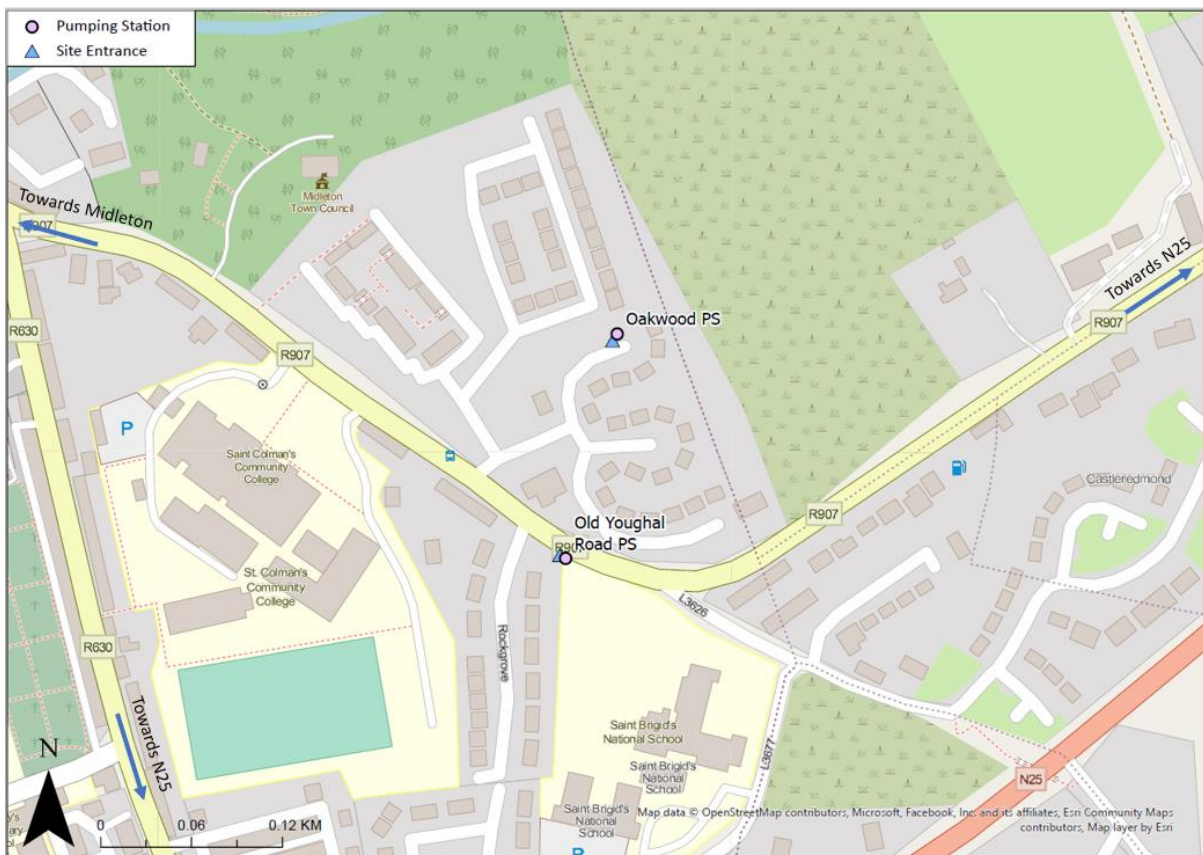 Pumping Station
Site Entrance
Towards Midleton
Midleton
Town Council
R630
R907
Oakwood PS
Towards N25
R907
P
Saint Colman's
Community
College
Old Youghal
Road PS
R907
R907
Castleredmond
St. Colman's
Community
College
L3626
Rockgrove
R630
Towards N25
Saint Brigid's
National School
Saint Brigid's
National
School
L3677
Saint Brigid's
National
School
N25
N
0
0.06
0.12 KM
Map data © OpenStreetMap contributors, Microsoft, Facebook, Inc. and its affiliates, Esri Community Maps
contributors, Map layer by Esri